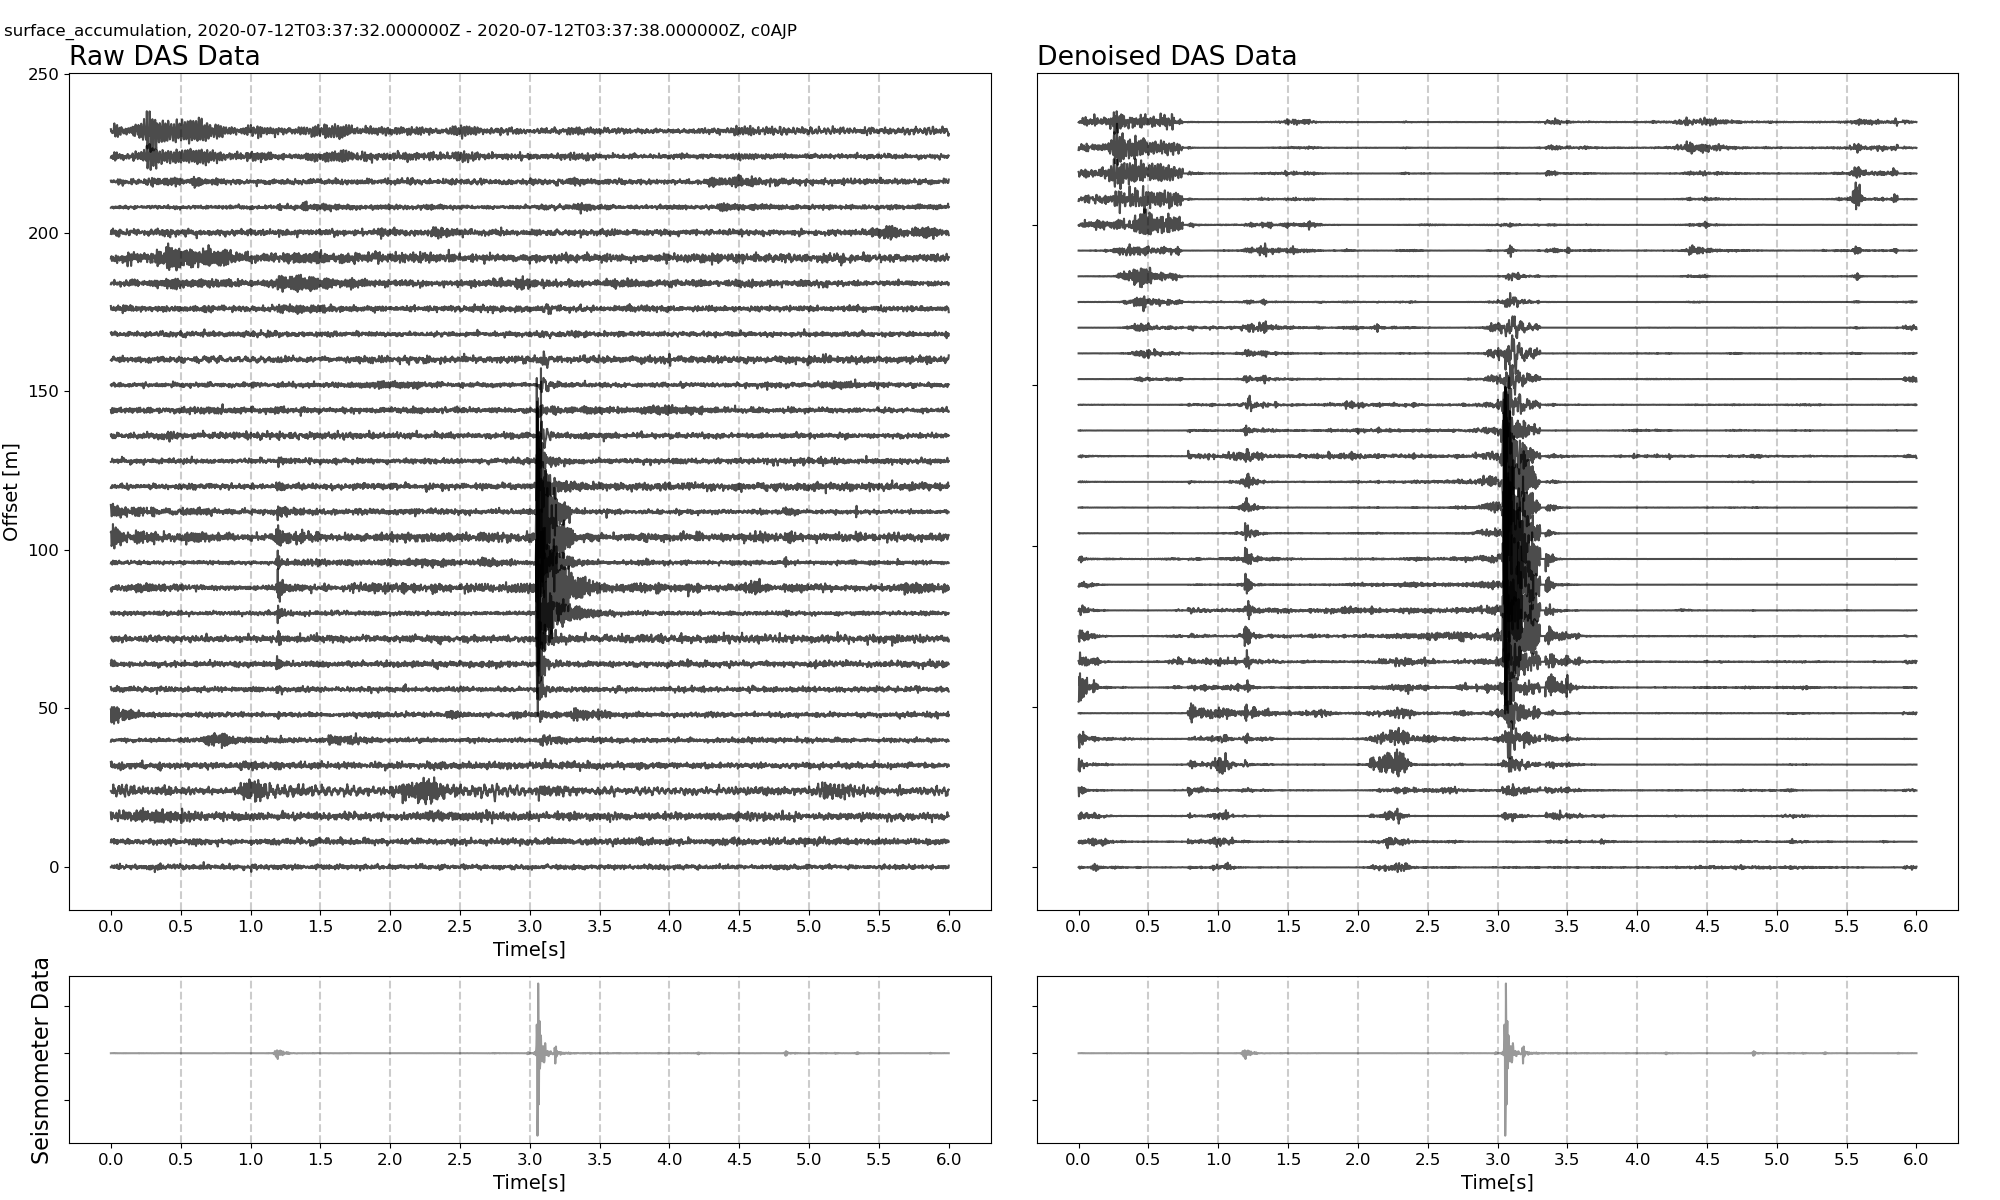 surface_accumulation, 2020-07-12T03:37:32.000000Z - 2020-07-12T03:37:38.000000Z, c0AJP
Raw DAS Data
Denoised DAS Data
Offset [m]
250
200
150
100
50
0
0.0 0.5 1.0 1.5 2.0 2.5 3.0 3.5 4.0 4.5 5.0 5.5 6.0
Time[s]
0.0 0.5 1.0 1.5 2.0 2.5 3.0 3.5 4.0 4.5 5.0 5.5 6.0
Seismometer Data
0.0 0.5 1.0 1.5 2.0 2.5 3.0 3.5 4.0 4.5 5.0 5.5 6.0
Time[s]
0.0 0.5 1.0 1.5 2.0 2.5 3.0 3.5 4.0 4.5 5.0 5.5 6.0
Time[s]